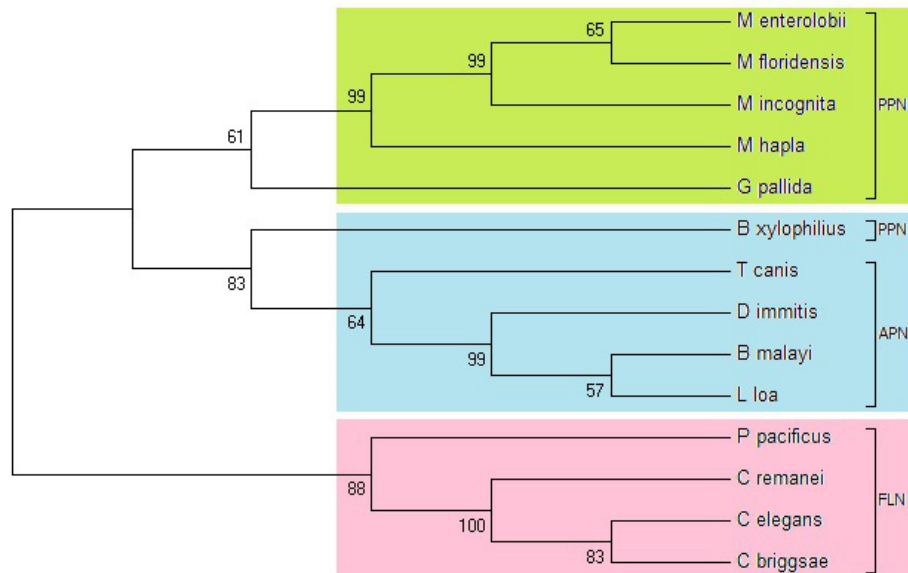 M enterolobii
65
M floridensis
99
M incognita
PPN
99
M hapla
61
G pallida
B xylophilius
PPN
83
T canis
64
D immitis
APN
99
B malayi
57
L loa
P pacificus
88
C remanei
FLN
100
C elegans
83
C briggsae